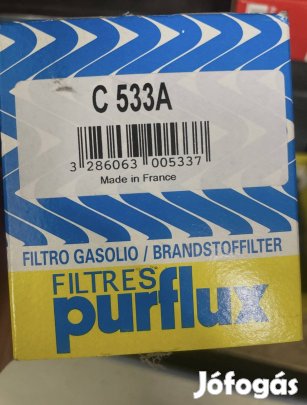 C 533A
3 286063 005337
Made in France
FILTRO GASOLIO / BRANDSTOFFILTER
FILTRES
purflux
Jófogás